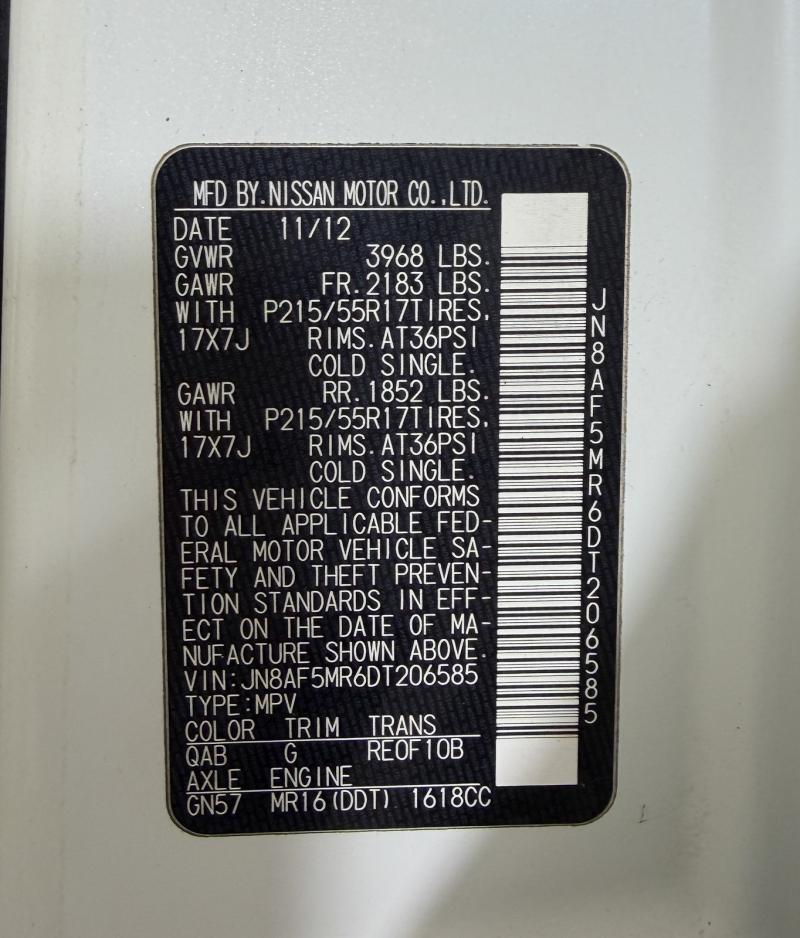 MFD BY.NISSAN MOTOR CO.,LTD.
DATE 11/12
GVWR 3968 LBS.
GAWR FR.2183 LBS.
WITH P215/55R17TIRES,
17X7J RIMS.AT36PSI
COLD SINGLE.
GAWR RR.1852 LBS.
WITH P215/55R17TIRES,
17X7J RIMS.AT36PSI
COLD SINGLE.
THIS VEHICLE CONFORMS
TO ALL APPLICABLE FED-
ERAL MOTOR VEHICLE SA-
FETY AND THEFT PREVEN-
TION STANDARDS IN EFF-
ECT ON THE DATE OF MA-
NUFACTURE SHOWN ABOVE.
VIN:JN8AF5MR6DT206585
TYPE:MPV
COLOR TRIM TRANS
QAB G RE0F10B
AXLE ENGINE
GN57 MR16(DDT) 1618CC
JN8AF5MR6DT206585